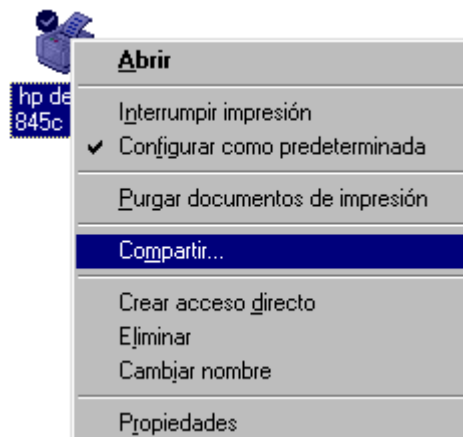 Abrir
hp de
845c
Interrumpir impresión
Configurar como predeterminada
Purgar documentos de impresión
Compartir...
Crear acceso directo
Eliminar
Cambiar nombre
Propiedades